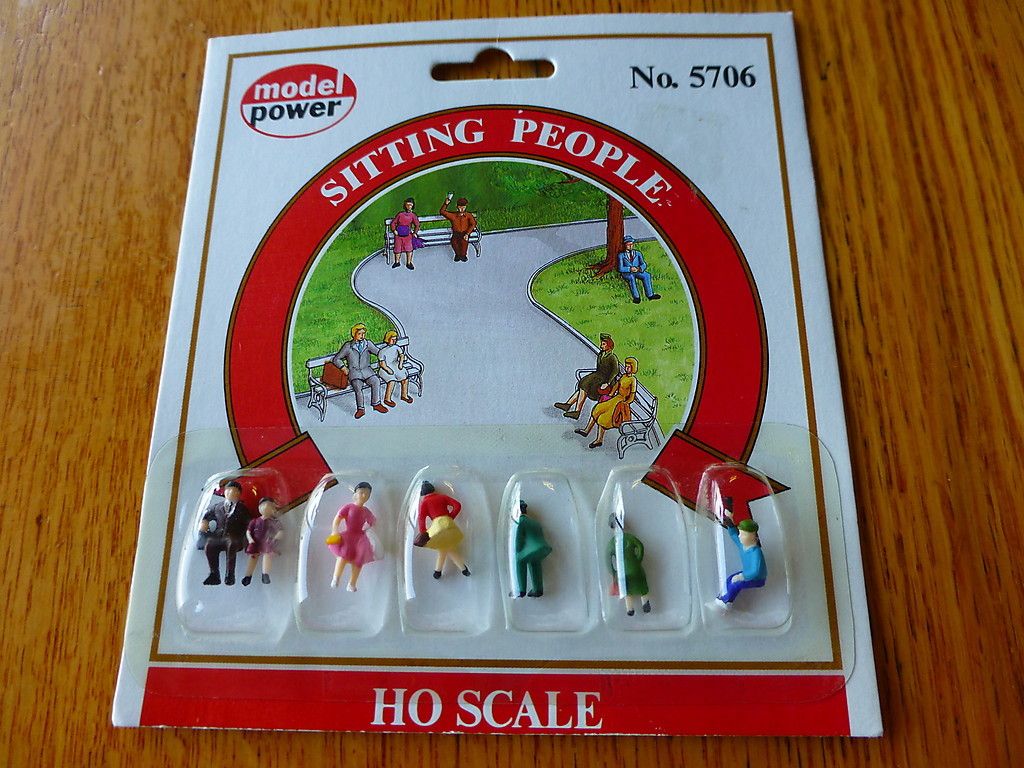 model
power
No. 5706
SITTING PEOPLE
HO SCALE